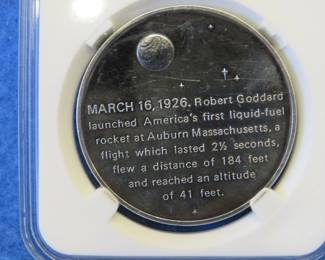 MARCH 16, 1926. Robert Goddard
launched America's first liquid-fuel
rocket at Auburn Massachusetts, a
flight which lasted 2½ seconds,
flew a distance of 184 feet
and reached an altitude
of 41 feet.